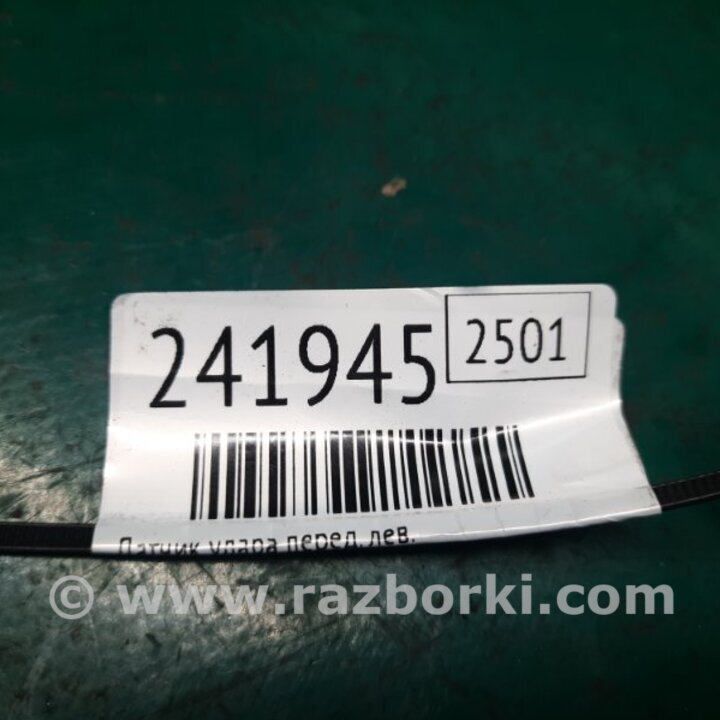 241945
2501
Датчик удара перед. лев.
© www.razborki.com